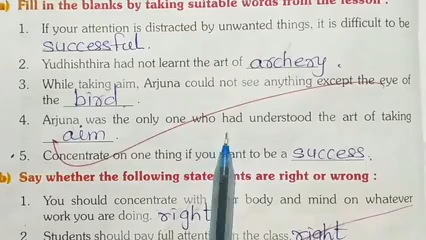 a) Fill in the blanks by taking suitable words from the lesson :
1. If your attention is distracted by unwanted things, it is difficult to be
successful.
2. Yudhishthira had not learnt the art of archery.
3. While taking aim, Arjuna could not see anything except the eye of
the bird.
4. Arjuna was the only one who had understood the art of taking
aim.
5. Concentrate on one thing if you want to be a success.
b) Say whether the following statements are right or wrong :
1. You should concentrate with body and mind on whatever
work you are doing. right
2. Students should pay full attention in the class. right